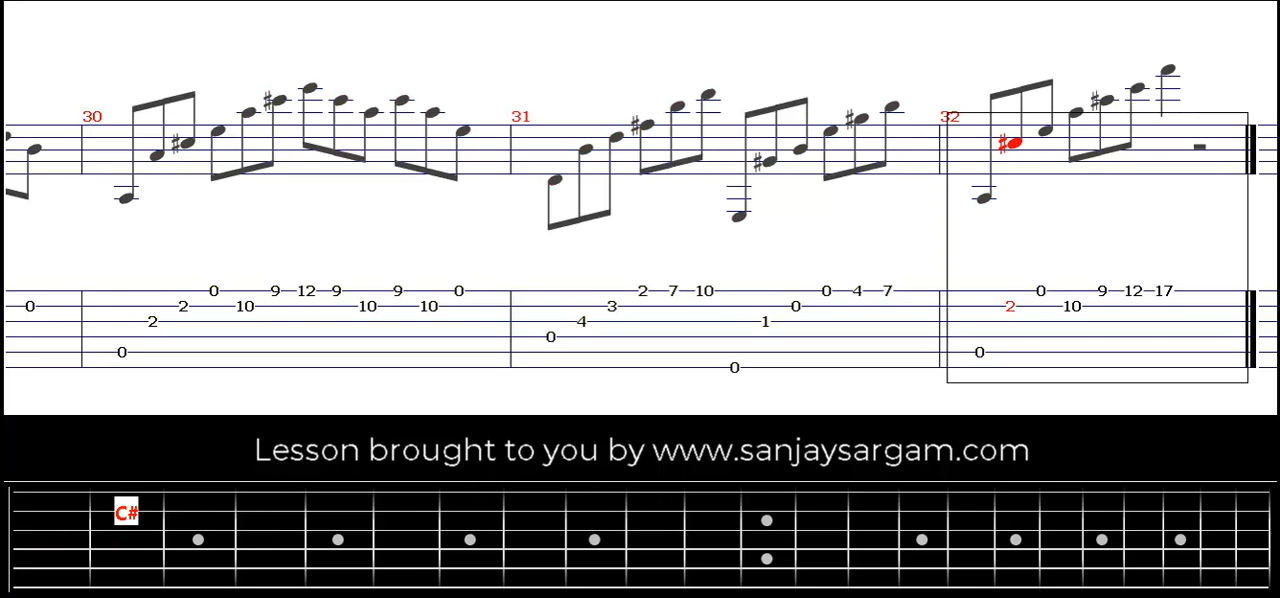 30 31 32
0 9 12 9 9 0 2 7 10 0 4 7 0 9 12 17
0 2 10 10 10 3 0 2 10
2 4 1
0
0 0
0
Lesson brought to you by www.sanjaysargam.com
C#